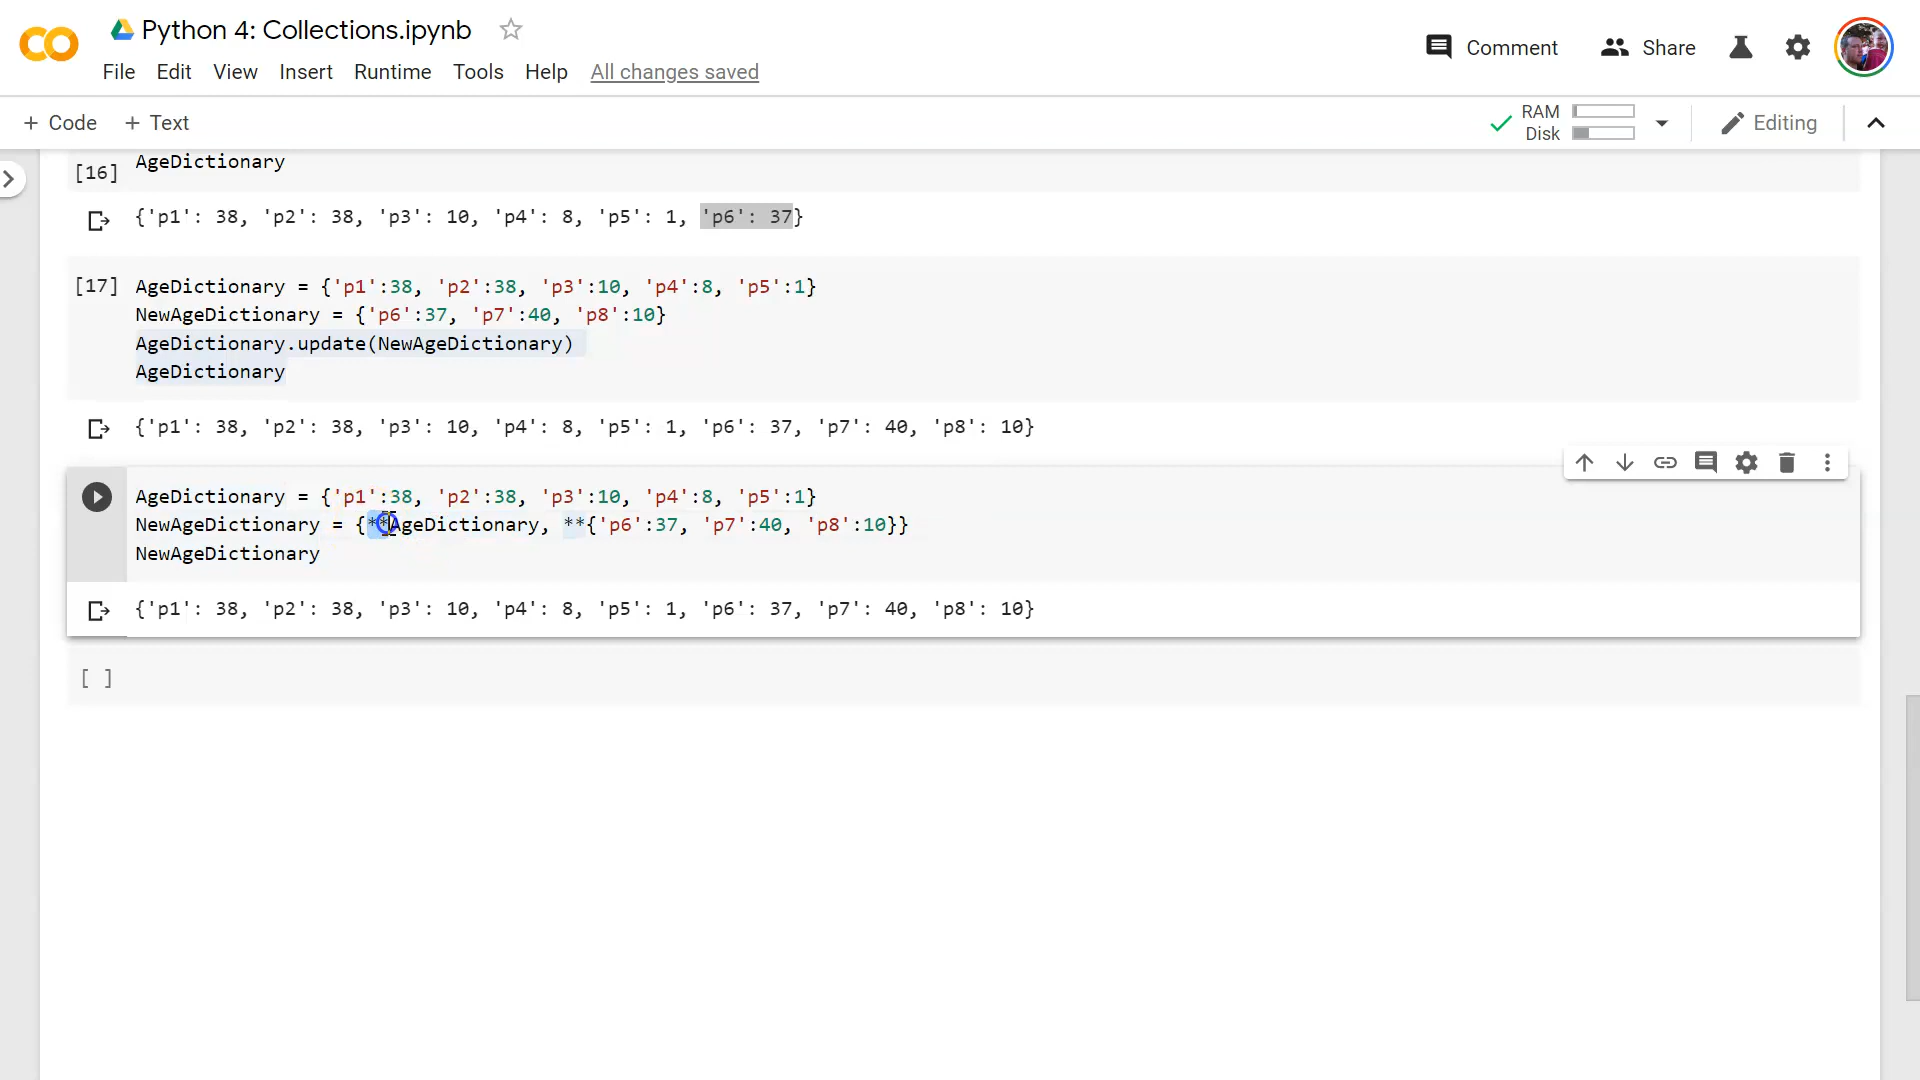 Python 4: Collections.ipynb
Comment
Share
File Edit View Insert Runtime Tools Help All changes saved
+ Code + Text
RAM
Disk
Editing
[16] AgeDictionary
{'p1': 38, 'p2': 38, 'p3': 10, 'p4': 8, 'p5': 1, 'p6': 37}
[17] AgeDictionary = {'p1':38, 'p2':38, 'p3':10, 'p4':8, 'p5':1}
NewAgeDictionary = {'p6':37, 'p7':40, 'p8':10}
AgeDictionary.update(NewAgeDictionary)
AgeDictionary
{'p1': 38, 'p2': 38, 'p3': 10, 'p4': 8, 'p5': 1, 'p6': 37, 'p7': 40, 'p8': 10}
AgeDictionary = {'p1':38, 'p2':38, 'p3':10, 'p4':8, 'p5':1}
NewAgeDictionary = {**AgeDictionary, **{'p6':37, 'p7':40, 'p8':10}}
NewAgeDictionary
{'p1': 38, 'p2': 38, 'p3': 10, 'p4': 8, 'p5': 1, 'p6': 37, 'p7': 40, 'p8': 10}
[ ]